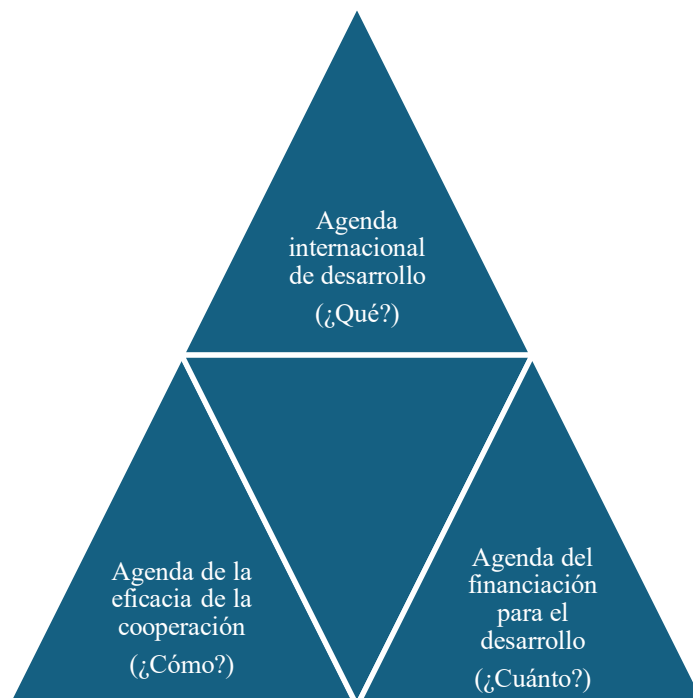 Agenda
internacional
de desarrollo
(¿Qué?)
Agenda de la
eficacia de la
cooperación
(¿Cómo?)
Agenda del
financiación
para el
desarrollo
(¿Cuánto?)